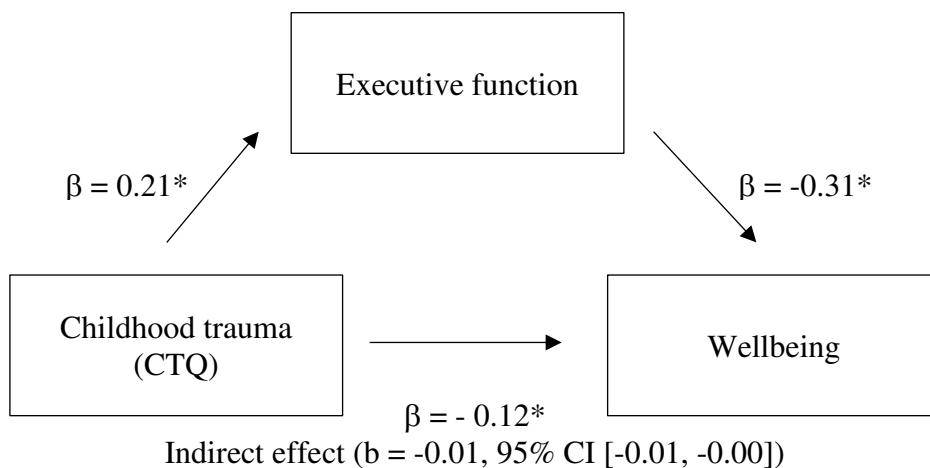 Executive function
β = 0.21*
β = -0.31*
Childhood trauma
(CTQ)
Wellbeing
β = - 0.12*
Indirect effect (b = -0.01, 95% CI [-0.01, -0.00])